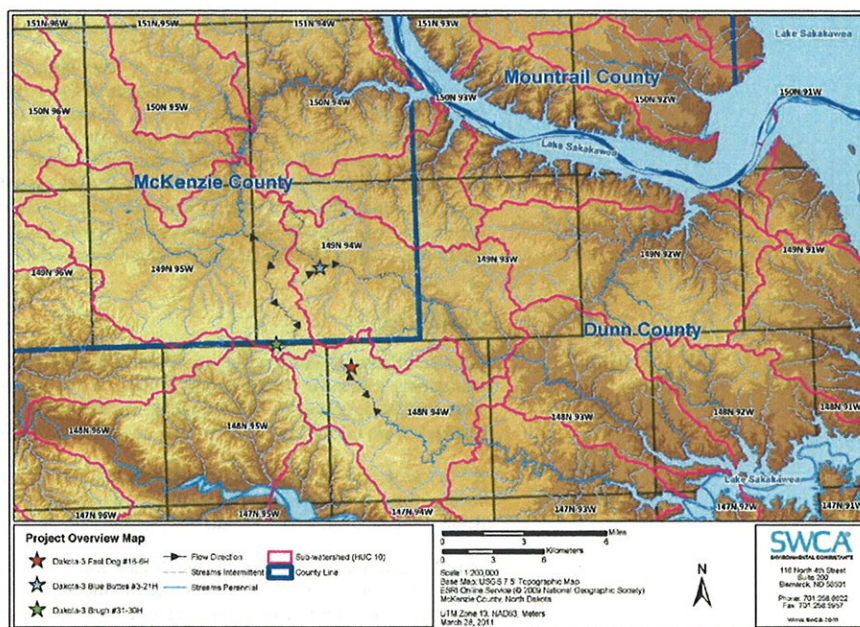 151N 96W
151N 95W
151N 94W
151N 93W
Lake Sakakawea
Mountrail County
150N 96W
150N 95W
150N 94W
150N 93W
150N 92W
150N 91W
Lake Sakakawea
McKenzie County
149N 96W
149N 95W
149N 94W
149N 93W
149N 92W
149N 91W
Dunn County
148N 96W
148N 95W
148N 94W
148N 93W
148N 92W
148N 91W
Lake Sakakawea
147N 96W
147N 95W
147N 94W
147N 93W
147N 92W
147N 91W
Project Overview Map
Dakota-3 Fast Dog #16-6H
Dakota-3 Blue Buttes #3-21H
Dakota-3 Brugh #31-30H
Flow Direction
Streams Intermittent
Streams Perennial
Sub-watershed (HUC 10)
County Line
0 3 6
Miles
0 3 6
Kilometers
Scale: 1:200,000
Base Map: USGS 7.5' Topographic Map
ESRI Online Service (© 2009 National Geographic Society)
McKenzie County, North Dakota
UTM Zone 13, NAD83, Meters
March 28, 2011
N
SWCA
ENVIRONMENTAL CONSULTANTS
116 North 4th Street
Suite 200
Bismarck, ND 58501
Phone: 701.258.6622
Fax: 701.258.5957
www.swca.com